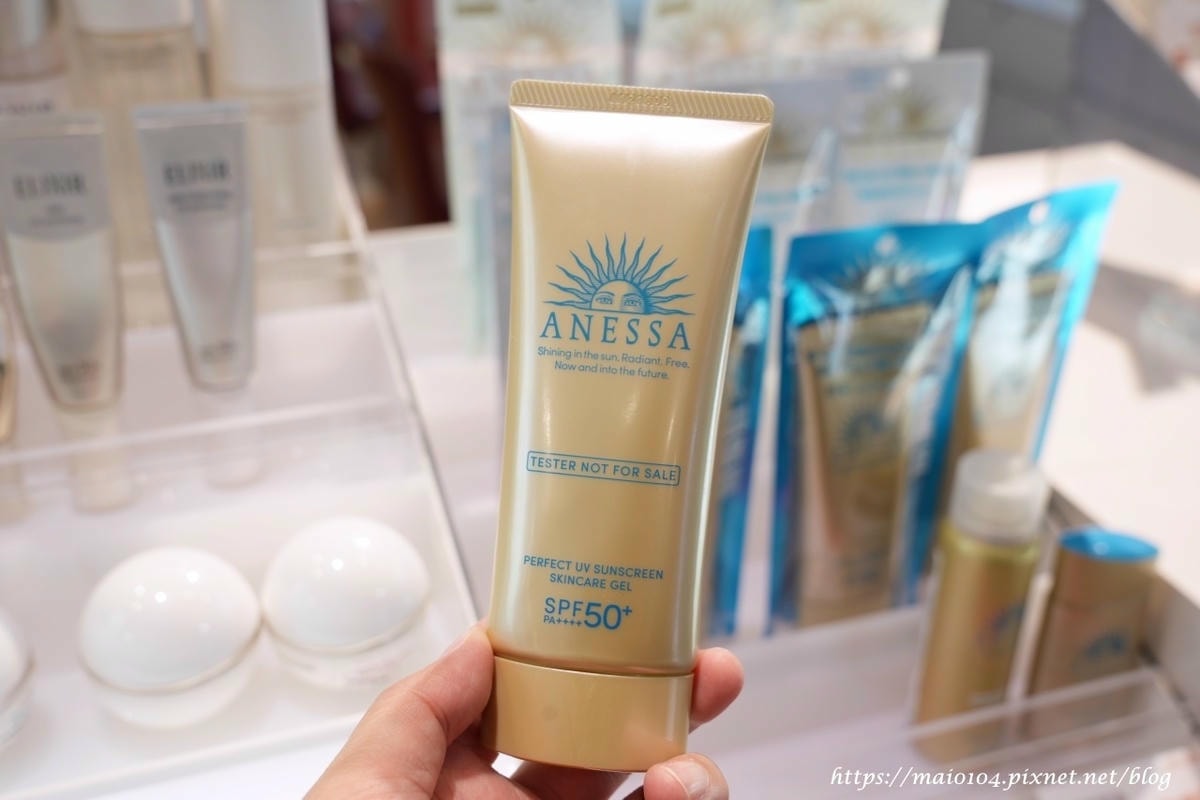 ANESSA
Shining in the sun. Radiant. Free.
Now and into the future.
TESTER NOT FOR SALE
PERFECT UV SUNSCREEN
SKINCARE GEL
SPF50+
PA++++
ELIXIR
ELIXIR
https://maio104.pixnet.net/blog